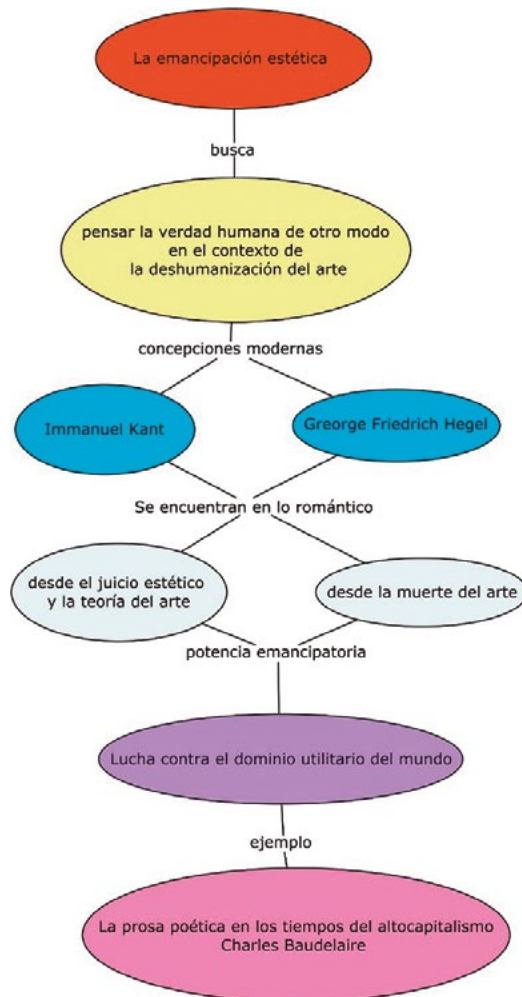 La emancipación estética
busca
pensar la verdad humana de otro modo
en el contexto de
la deshumanización del arte
concepciones modernas
Immanuel Kant
Greorge Friedrich Hegel
Se encuentran en lo romántico
desde el juicio estético
y la teoría del arte
desde la muerte del arte
potencia emancipatoria
Lucha contra el dominio utilitario del mundo
ejemplo
La prosa poética en los tiempos del altocapitalismo
Charles Baudelaire